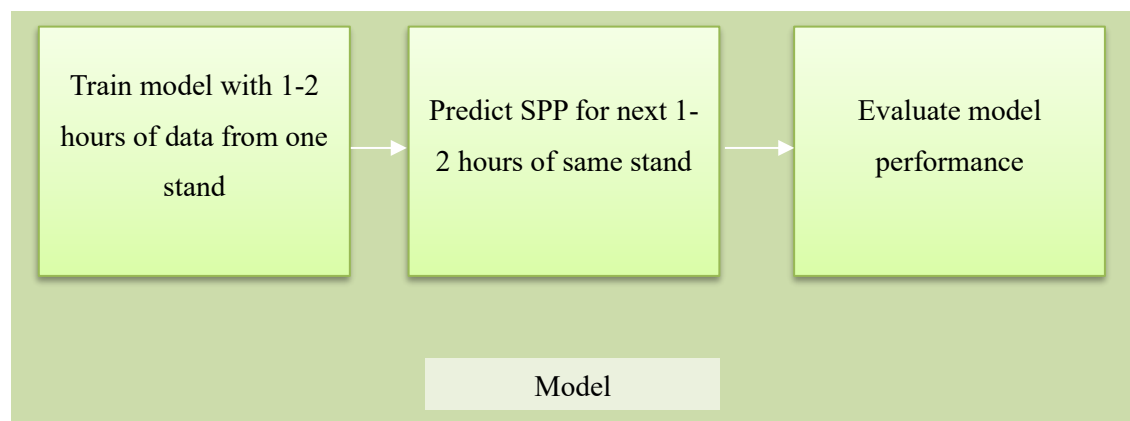 Train model with 1-2
hours of data from one
stand
Predict SPP for next 1-
2 hours of same stand
Evaluate model
performance
Model